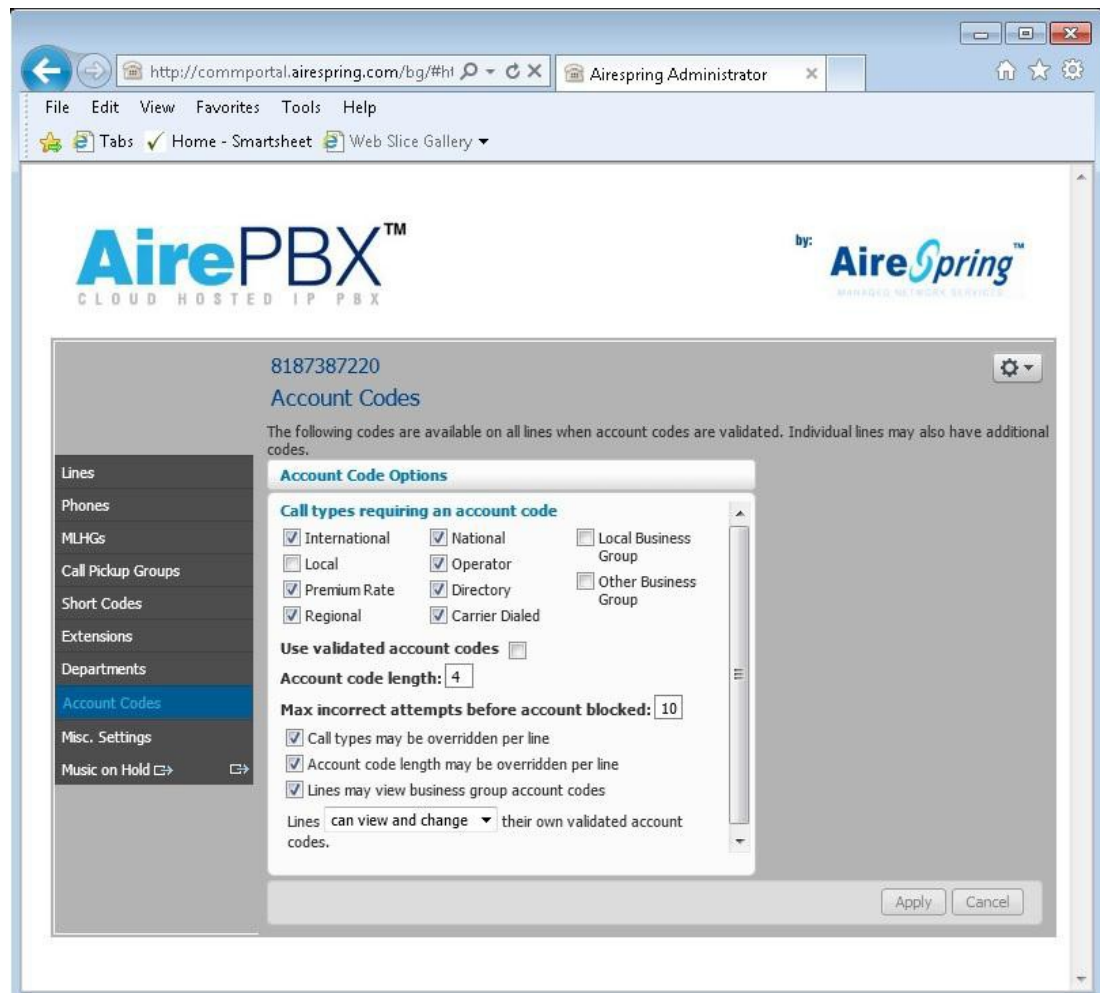 http://commportal.airespring.com/bg/#ht
Airespring Administrator
File Edit View Favorites Tools Help
Tabs Home - Smartsheet Web Slice Gallery
AirePBX™
CLOUD HOSTED IP PBX
by:
AireSpring™
MANAGED NETWORK SERVICES
8187387220
Account Codes
The following codes are available on all lines when account codes are validated. Individual lines may also have additional
codes.
Lines
Phones
MLHGs
Call Pickup Groups
Short Codes
Extensions
Departments
Account Codes
Misc. Settings
Music on Hold
Account Code Options
Call types requiring an account code
International
Local
Premium Rate
Regional
National
Operator
Directory
Carrier Dialed
Local Business
Group
Other Business
Group
Use validated account codes
Account code length: 4
Max incorrect attempts before account blocked: 10
Call types may be overridden per line
Account code length may be overridden per line
Lines may view business group account codes
Lines can view and change their own validated account
codes.
Apply Cancel